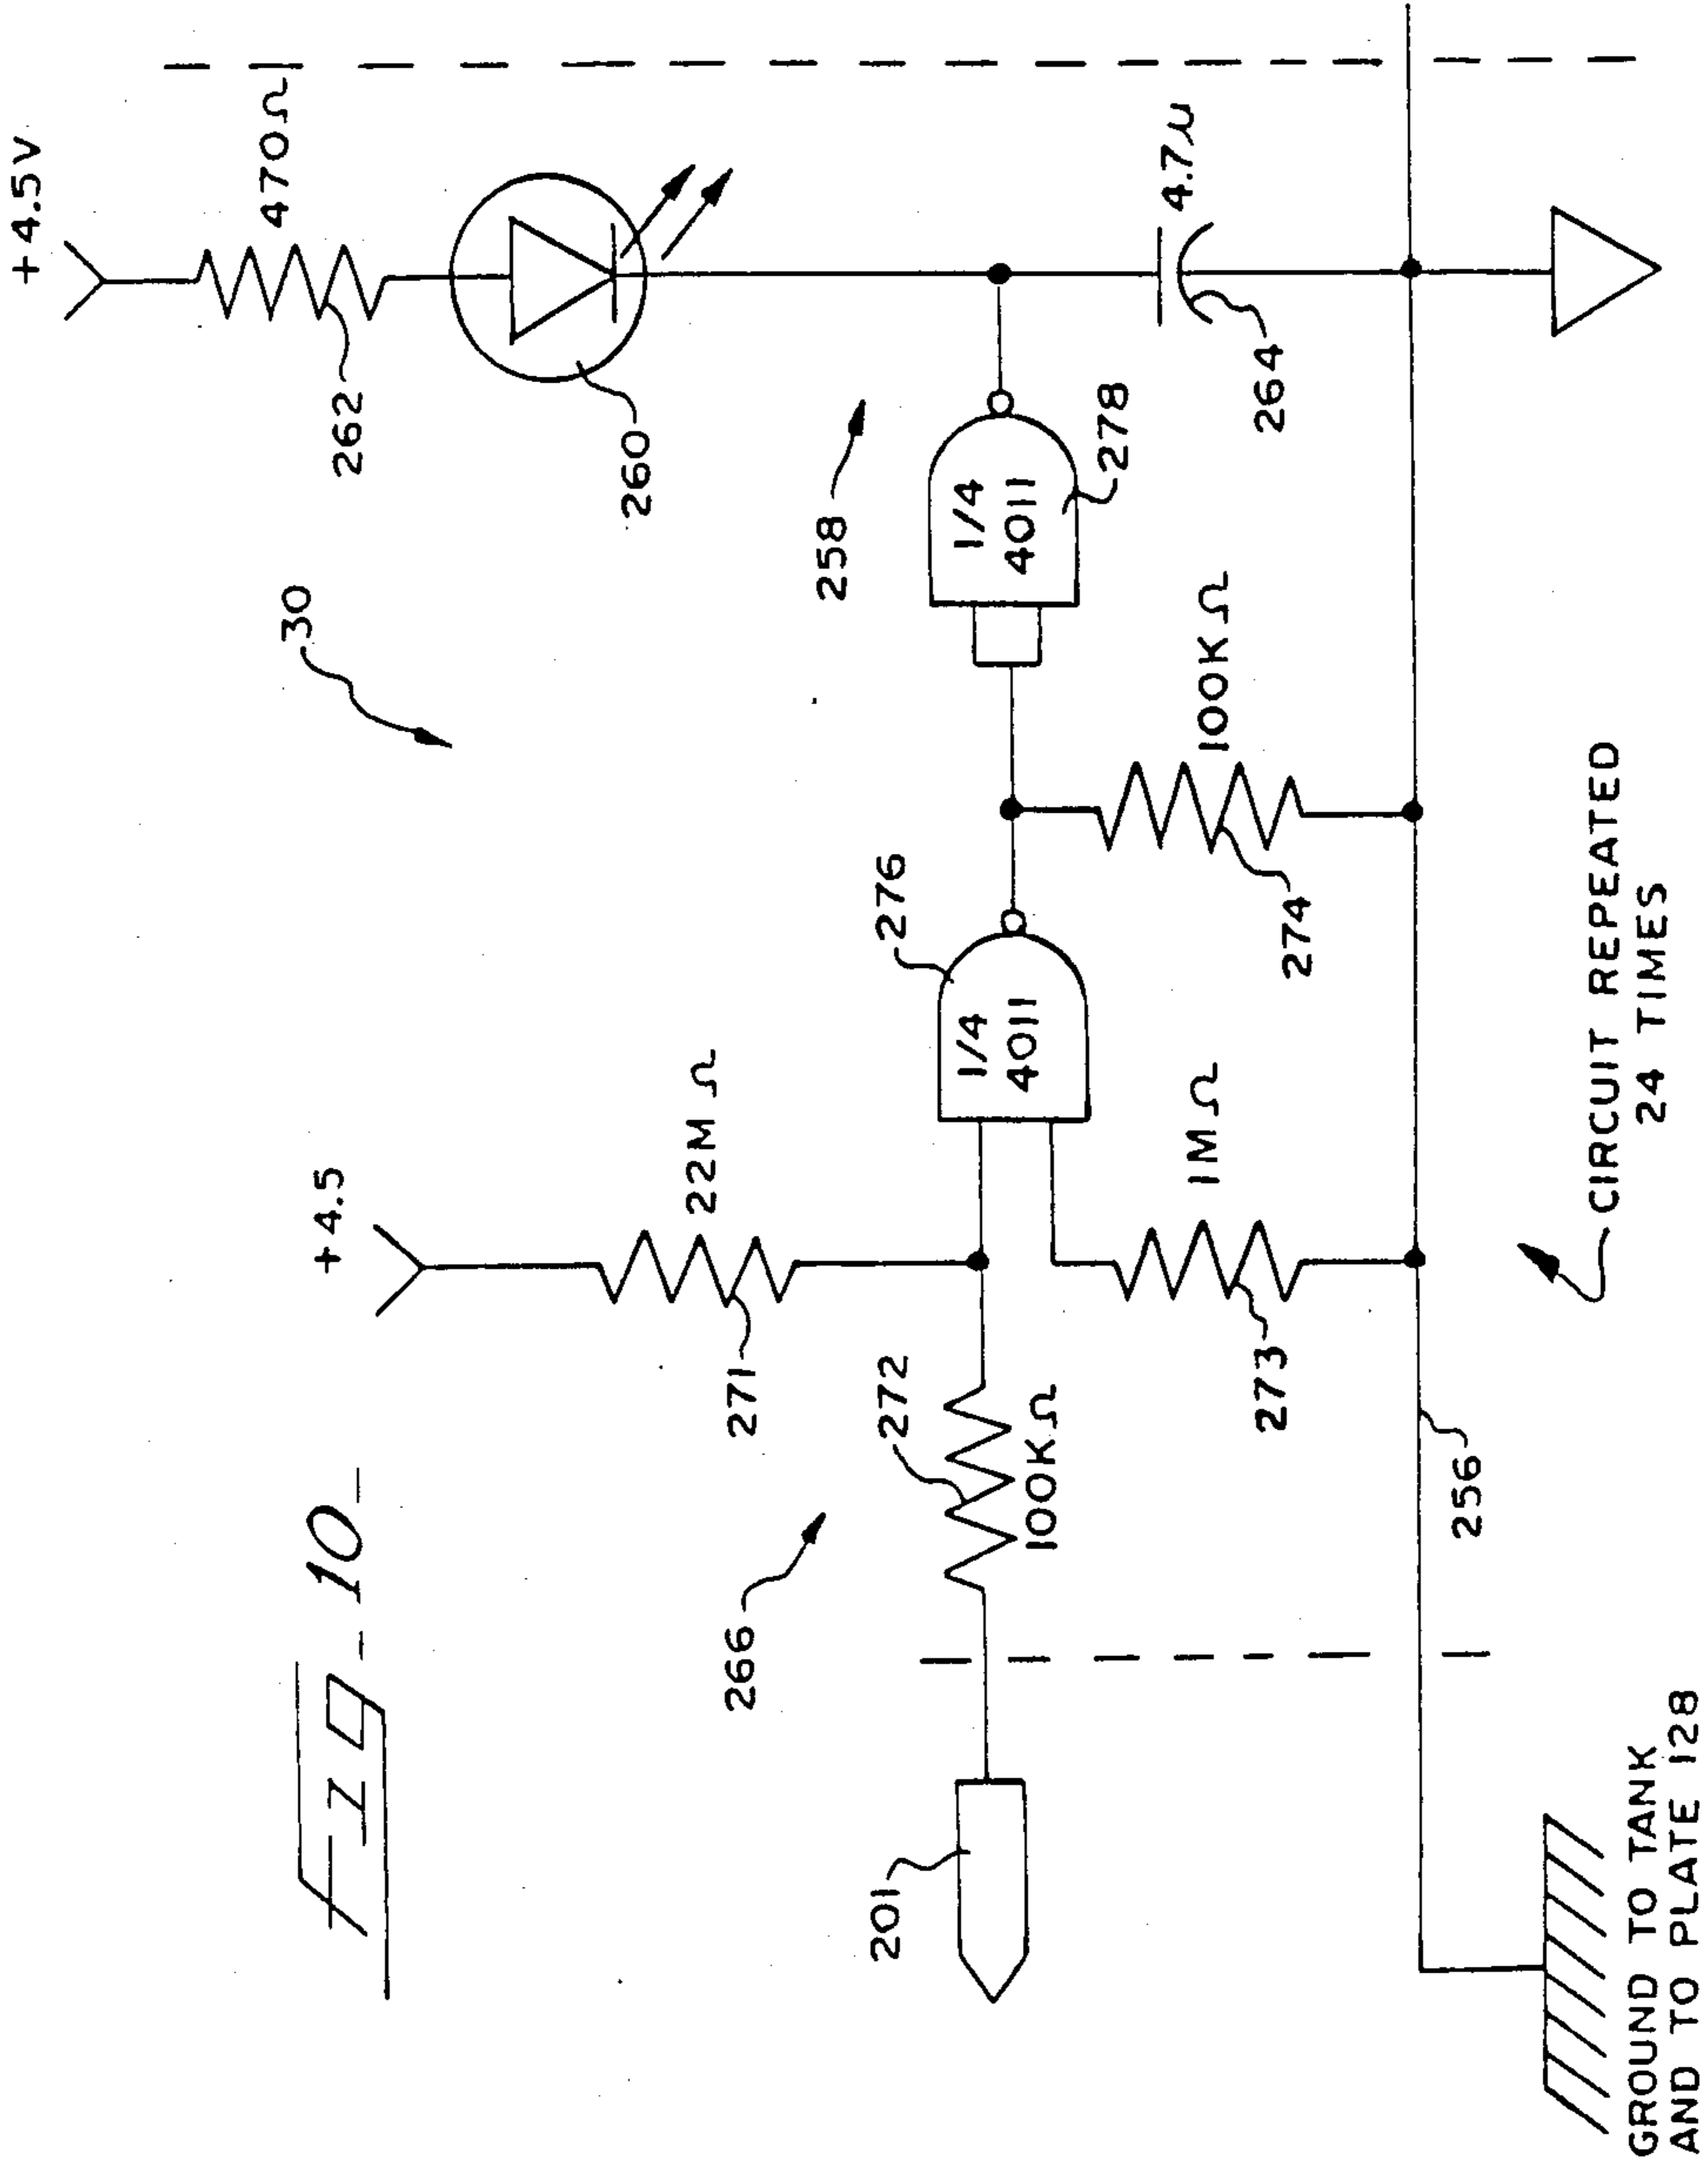 FIG-10-
30
+4.5V
470Ω
262
260
258
+4.5
22MΩ
271
266
272
100KΩ
201
276
1/4
4011
1/4
4011
278
4.7μ
264
1MΩ
273
100KΩ
274
256
CIRCUIT REPEATED
24 TIMES
GROUND TO TANK
AND TO PLATE 128